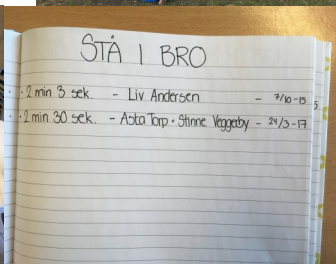 STÅ I BRO
· 2 min 3 sek. - Liv Andersen - 7/10-15
· 2 min 30 sek. - Asta Torp · Stinne Veggerby - 24/3-17